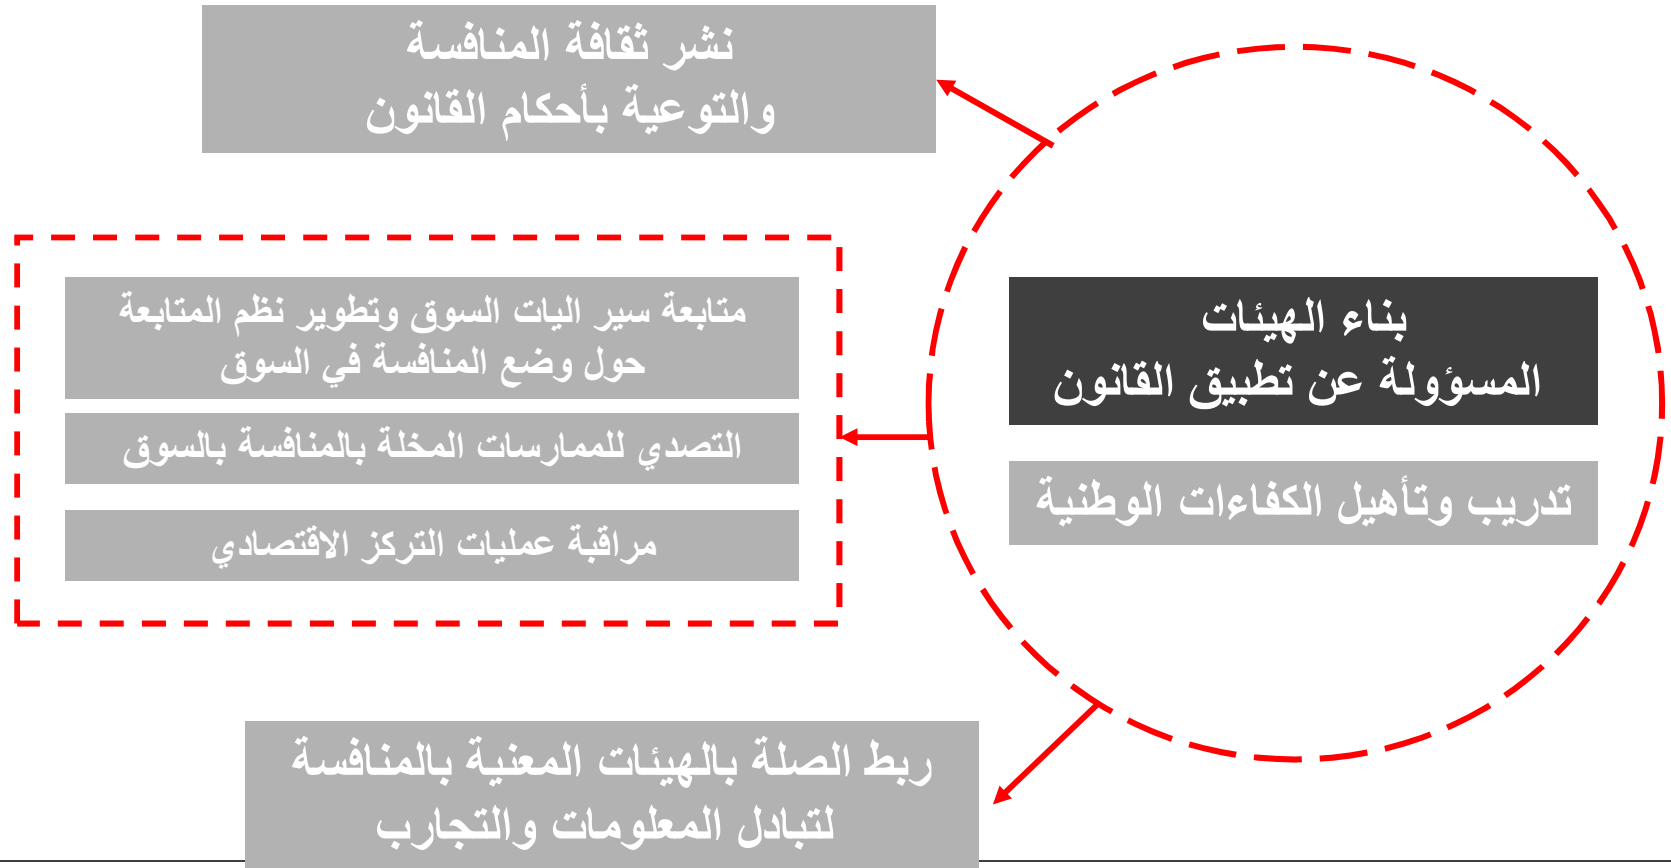 نشر ثقافة المنافسة
والتوعية بأحكام القانون
بناء الهيئات
المسؤولة عن تطبيق القانون
تدريب وتأهيل الكفاءات الوطنية
متابعة سير اليات السوق وتطوير نظم المتابعة
حول وضع المنافسة في السوق
التصدي للممارسات المخلة بالمنافسة بالسوق
مراقبة عمليات التركز الاقتصادي
ربط الصلة بالهيئات المعنية بالمنافسة
لتبادل المعلومات والتجارب